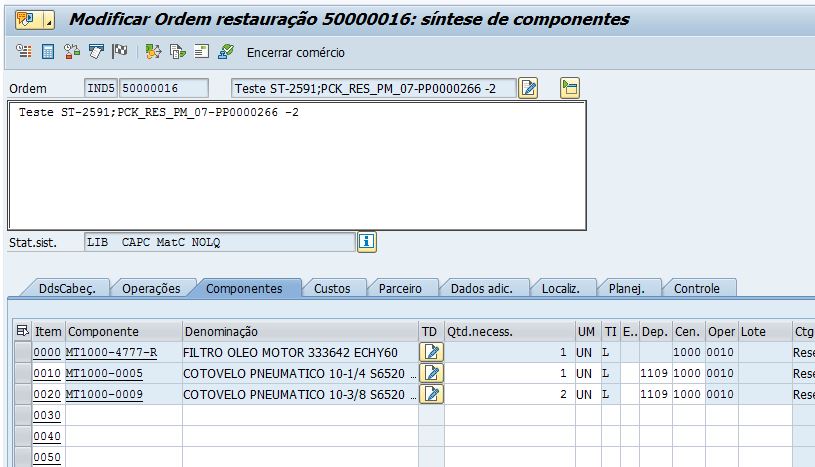 Modificar Ordem restauração 50000016: síntese de componentes
Encerrar comércio
Ordem IND5 50000016 Teste ST-2591;PCK_RES_PM_07-PP0000266 -2
Teste ST-2591;PCK_RES_PM_07-PP0000266 -2
Stat.sist. LIB CAPC MatC NOLQ
DdsCabeç. Operações Componentes Custos Parceiro Dados adic. Localiz. Planej. Controle
Item Componente Denominação TD Qtd.necess. UM TI E.. Dep. Cen. Oper Lote Ctg
0000 MT1000-4777-R FILTRO OLEO MOTOR 333642 ECHY60 1 UN L 1000 0010 Rese
0010 MT1000-0005 COTOVELO PNEUMATICO 10-1/4 S6520 ... 1 UN L 1109 1000 0010 Rese
0020 MT1000-0009 COTOVELO PNEUMATICO 10-3/8 S6520 ... 2 UN L 1109 1000 0010 Rese
0030
0040
0050